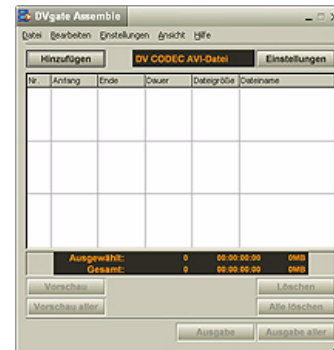 DVgate Assemble
Datei Bearbeiten Einstellungen Ansicht Hilfe
Hinzufügen DV CODEC AVI-Datei Einstellungen
Nr. Anfang Ende Dauer Dateigröße Dateiname
Ausgewählt: 0 00:00:00:00 0MB
Gesamt: 0 00:00:00:00 0MB
Vorschau Löschen
Vorschau aller Alle löschen
Ausgabe Ausgabe aller